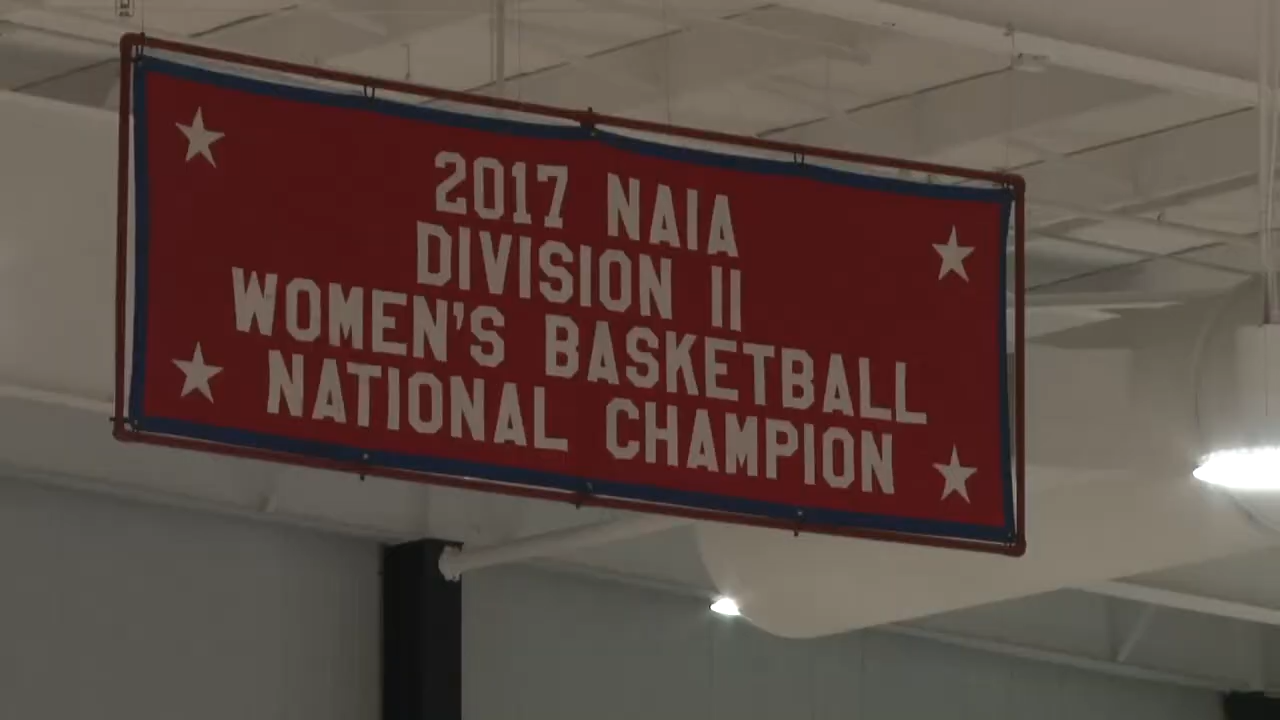 2017 NAIA
DIVISION II
WOMEN'S BASKETBALL
NATIONAL CHAMPION